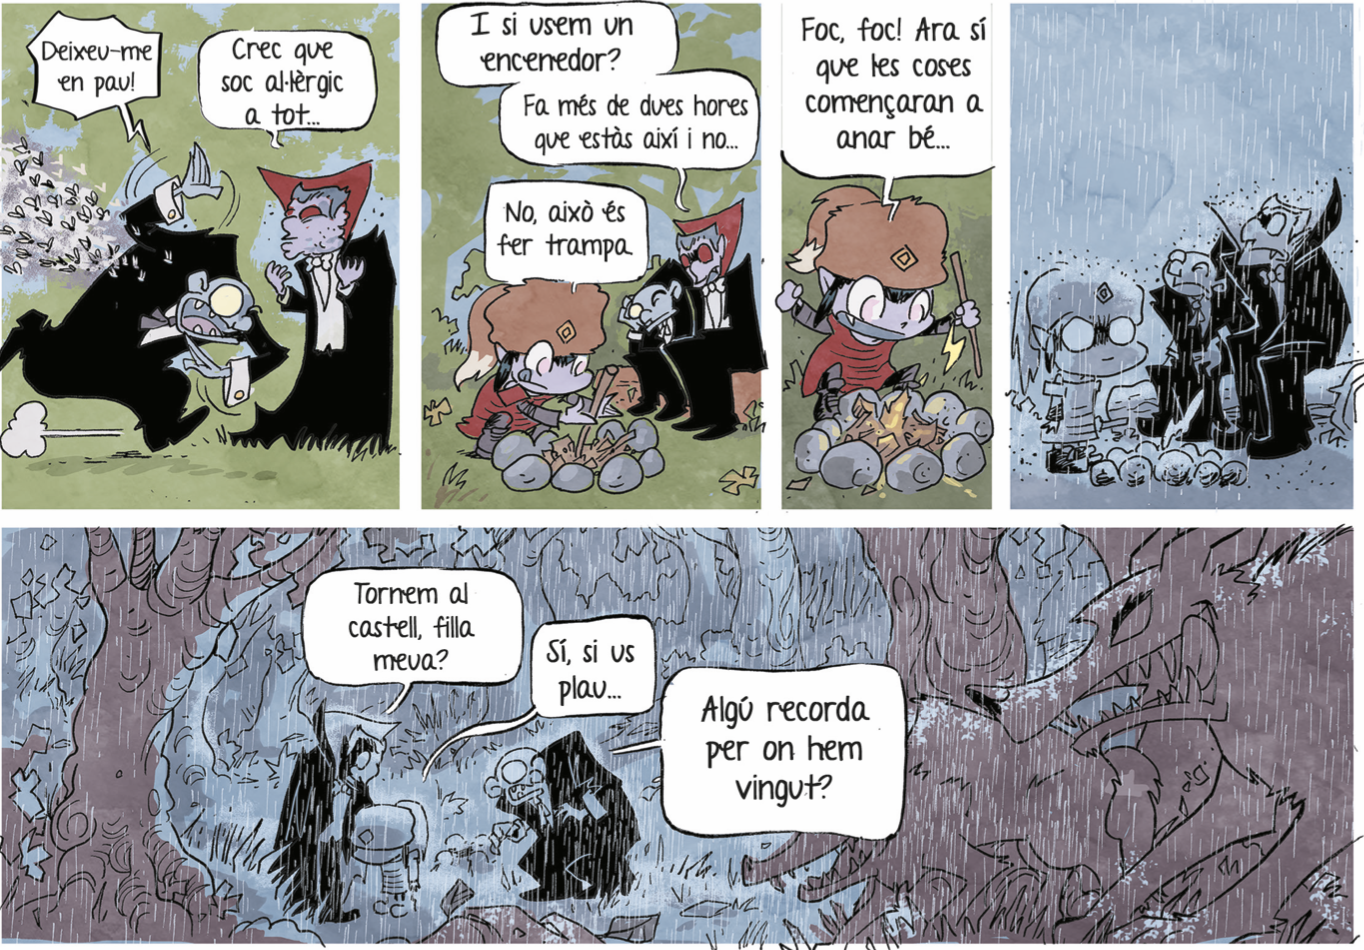 Deixeu-me
en pau!
Crec que
soc al·lèrgic
a tot...
I si usem un
encenedor?
Fa més de dues hores
que estàs així i no...
No, això és
fer trampa
Foc, foc! Ara sí
que les coses
començaran a
anar bé...
Tornem al
castell, filla
meva?
Sí, si us
plau...
Algú recorda
per on hem
vingut?